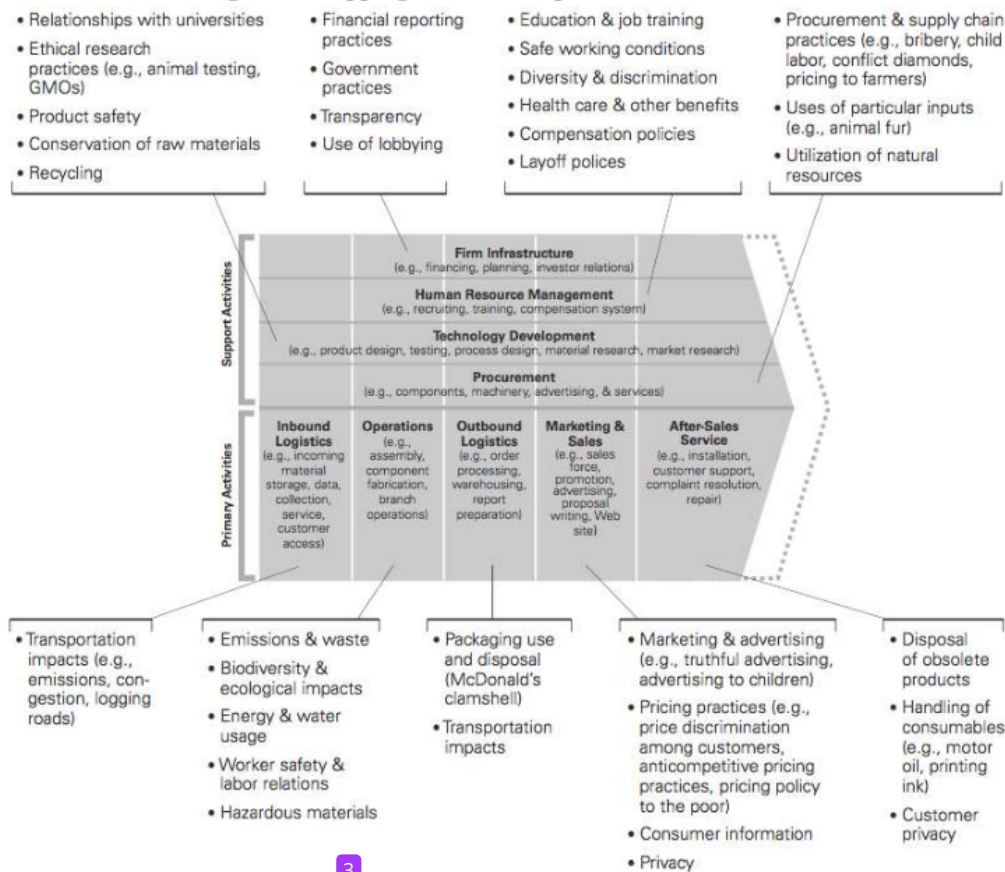 • Relationships with universities
• Ethical research
practices (e.g., animal testing,
GMOs)
• Product safety
• Conservation of raw materials
• Recycling
• Financial reporting
practices
• Government
practices
• Transparency
• Use of lobbying
• Education & job training
• Safe working conditions
• Diversity & discrimination
• Health care & other benefits
• Compensation policies
• Layoff polices
• Procurement & supply chain
practices (e.g., bribery, child
labor, conflict diamonds,
pricing to farmers)
• Uses of particular inputs
(e.g., animal fur)
• Utilization of natural
resources
Support Activities
Firm Infrastructure
(e.g., financing, planning, investor relations)
Human Resource Management
(e.g., recruiting, training, compensation system)
Technology Development
(e.g., product design, testing, process design, material research, market research)
Procurement
(e.g., components, machinery, advertising, & services)
Primary Activities
Inbound
Logistics
(e.g., incoming
material
storage, data,
collection,
service,
customer
access)
Operations
(e.g.,
assembly,
component
fabrication,
branch
operations)
Outbound
Logistics
(e.g., order
processing,
warehousing,
report
preparation)
Marketing &
Sales
(e.g., sales
force,
promotion,
advertising,
proposal
writing, Web
site)
After-Sales
Service
(e.g., installation,
customer support,
complaint resolution,
repair)
• Transportation
impacts (e.g.,
emissions, con-
gestion, logging
roads)
• Emissions & waste
• Biodiversity &
ecological impacts
• Energy & water
usage
• Worker safety &
labor relations
• Hazardous materials
• Packaging use
and disposal
(McDonald's
clamshell)
• Transportation
impacts
• Marketing & advertising
(e.g., truthful advertising,
advertising to children)
• Pricing practices (e.g.,
price discrimination
among customers,
anticompetitive pricing
practices, pricing policy
to the poor)
• Consumer information
• Privacy
• Disposal
of obsolete
products
• Handling of
consumables
(e.g., motor
oil, printing
ink)
• Customer
privacy
3